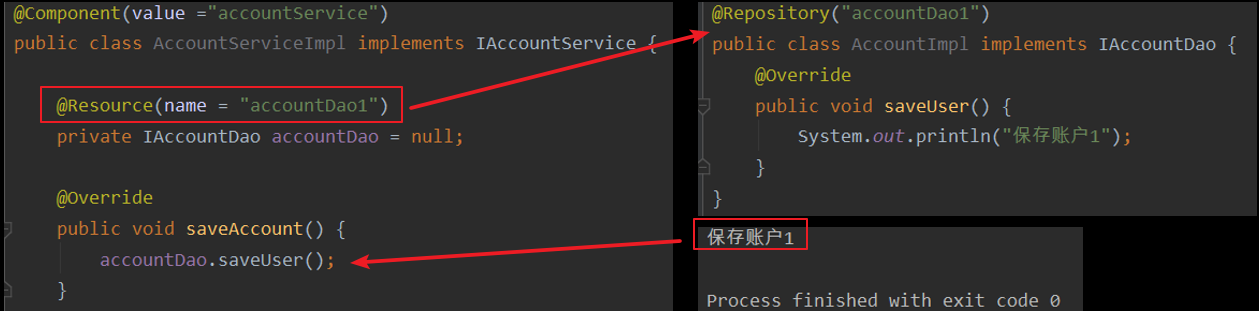 @Component(value ="accountService")
public class AccountServiceImpl implements IAccountService {
@Resource(name = "accountDao1")
private IAccountDao accountDao = null;
@Override
public void saveAccount() {
accountDao.saveUser();
}
@Repository("accountDao1")
public class AccountImpl implements IAccountDao {
@Override
public void saveUser() {
System.out.println("保存账户1");
}
}
保存账户1
Process finished with exit code 0